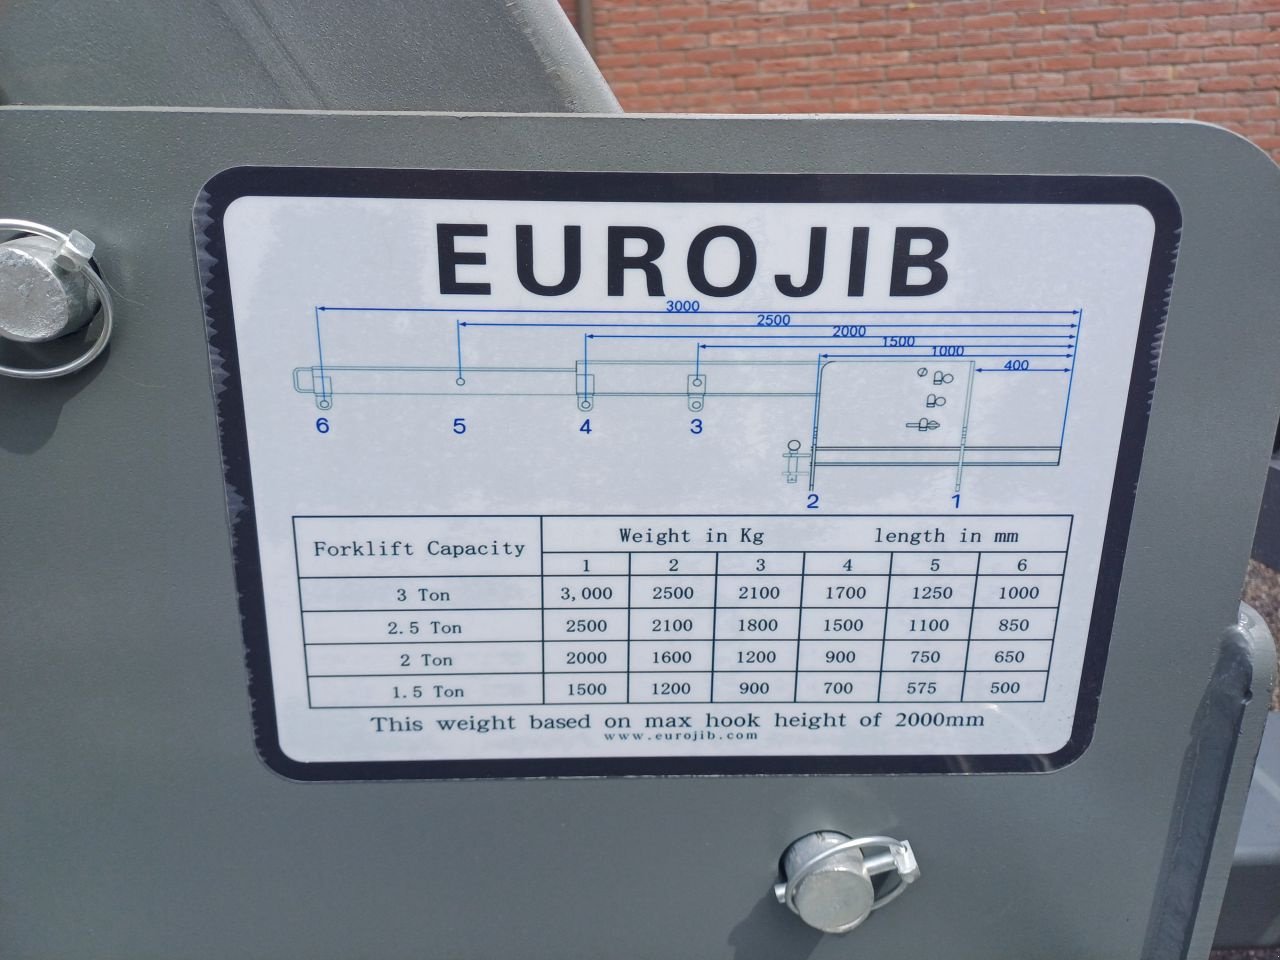 EUROJIB
3000
2500
2000
1500
1000
400
6 5 4 3
2 1
Forklift Capacity Weight in Kg length in mm
1 2 3 4 5 6
3 Ton 3,000 2500 2100 1700 1250 1000
2.5 Ton 2500 2100 1800 1500 1100 850
2 Ton 2000 1600 1200 900 750 650
1.5 Ton 1500 1200 900 700 575 500
This weight based on max hook height of 2000mm
www.eurojib.com